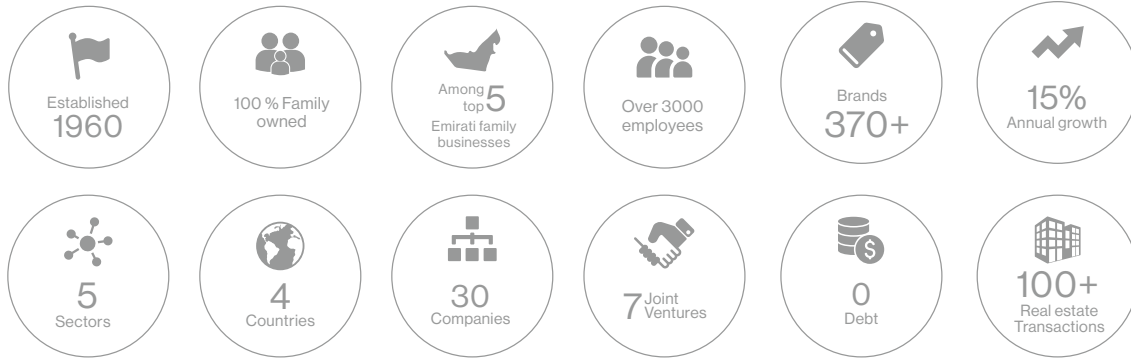 Established
1960
100 % Family
owned
Among
top 5
Emirati family
businesses
Over 3000
employees
Brands
370+
15%
Annual growth
5
Sectors
4
Countries
30
Companies
7 Joint
Ventures
$
0
Debt
100+
Real estate
Transactions